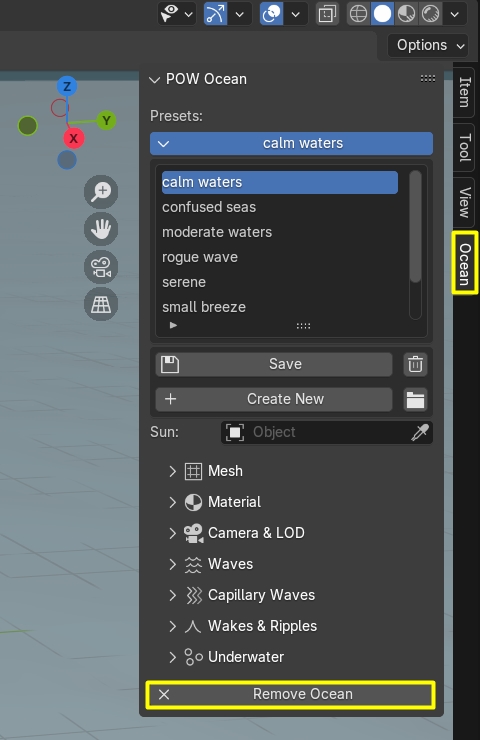 Options
POW Ocean
Z
Y
X
Presets:
calm waters
calm waters
confused seas
moderate waters
rogue wave
serene
small breeze
Save
Create New
Sun:
Object
Mesh
Material
Camera & LOD
Waves
Capillary Waves
Wakes & Ripples
Underwater
Remove Ocean
Item
Tool
View
Ocean